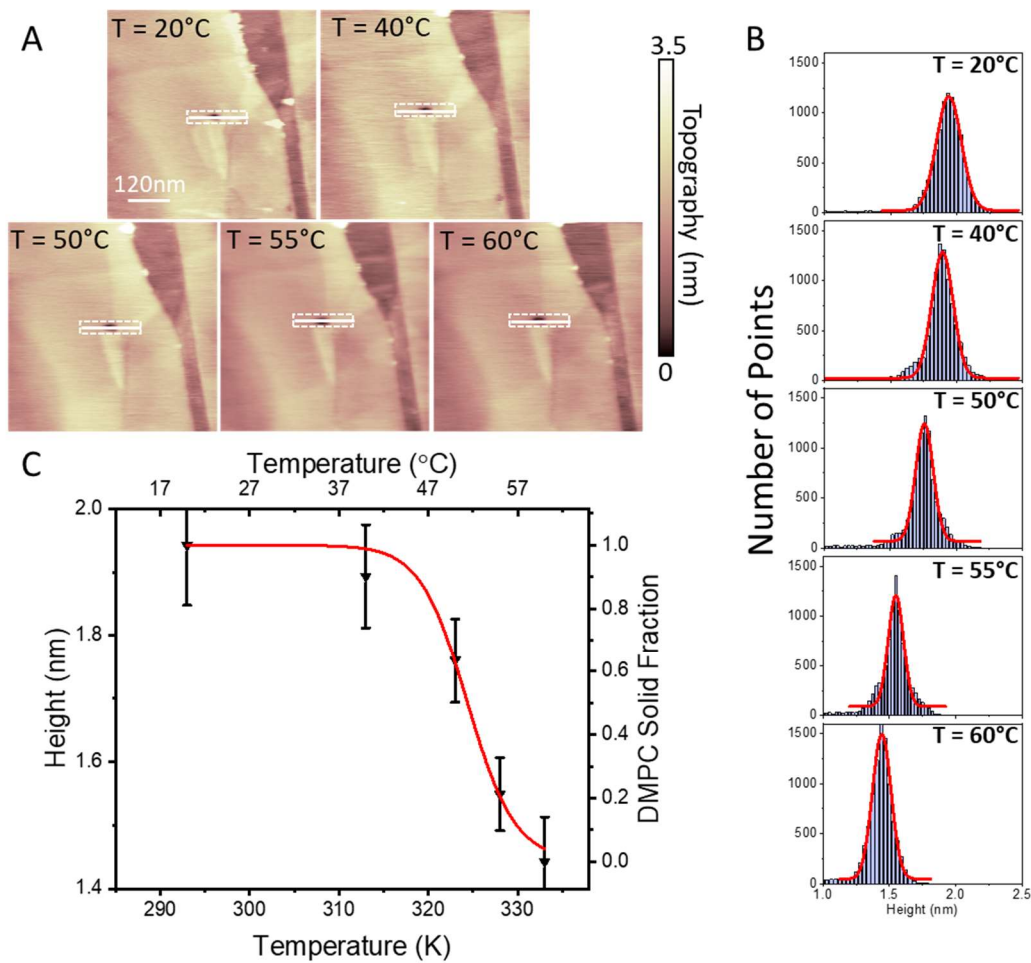 A
T = 20°C
T = 40°C
120nm
T = 50°C
T = 55°C
T = 60°C
3.5
Topography (nm)
0
B
Number of Points
T = 20°C
1500
1000
500
0
T = 40°C
1500
1000
500
0
T = 50°C
1500
1000
500
0
T = 55°C
1500
1000
500
0
T = 60°C
1500
1000
500
0
1.0 1.5 2.0 2.5
Height (nm)
C
Temperature (°C)
17 27 37 47 57
2.0
1.8
1.6
1.4
Height (nm)
1.0
0.8
0.6
0.4
0.2
0.0
DMPC Solid Fraction
290 300 310 320 330
Temperature (K)